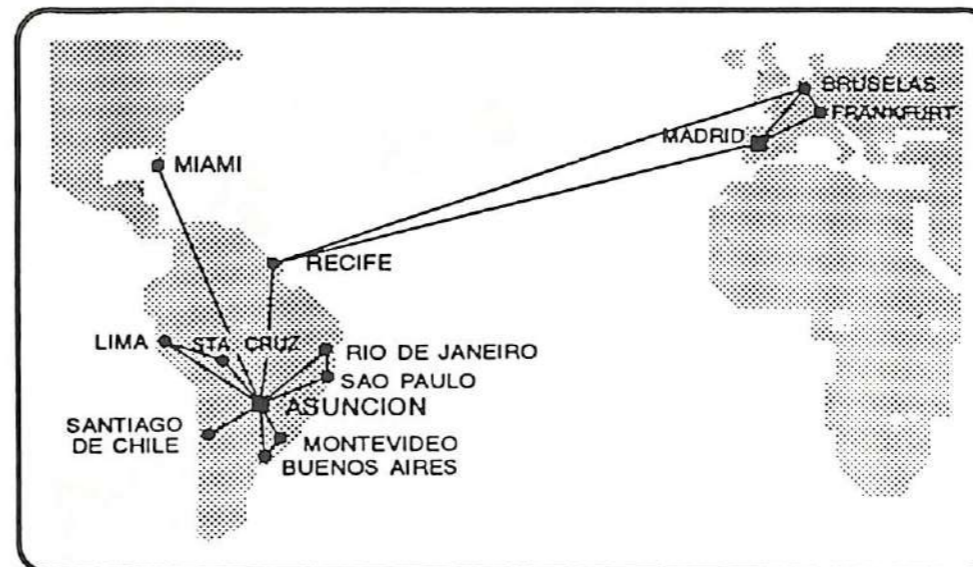 BRUSELAS
FRANKFURT
MADRID
MIAMI
RECIFE
LIMA
STA CRUZ
RIO DE JANEIRO
SAO PAULO
ASUNCION
SANTIAGO
DE CHILE
MONTEVIDEO
BUENOS AIRES